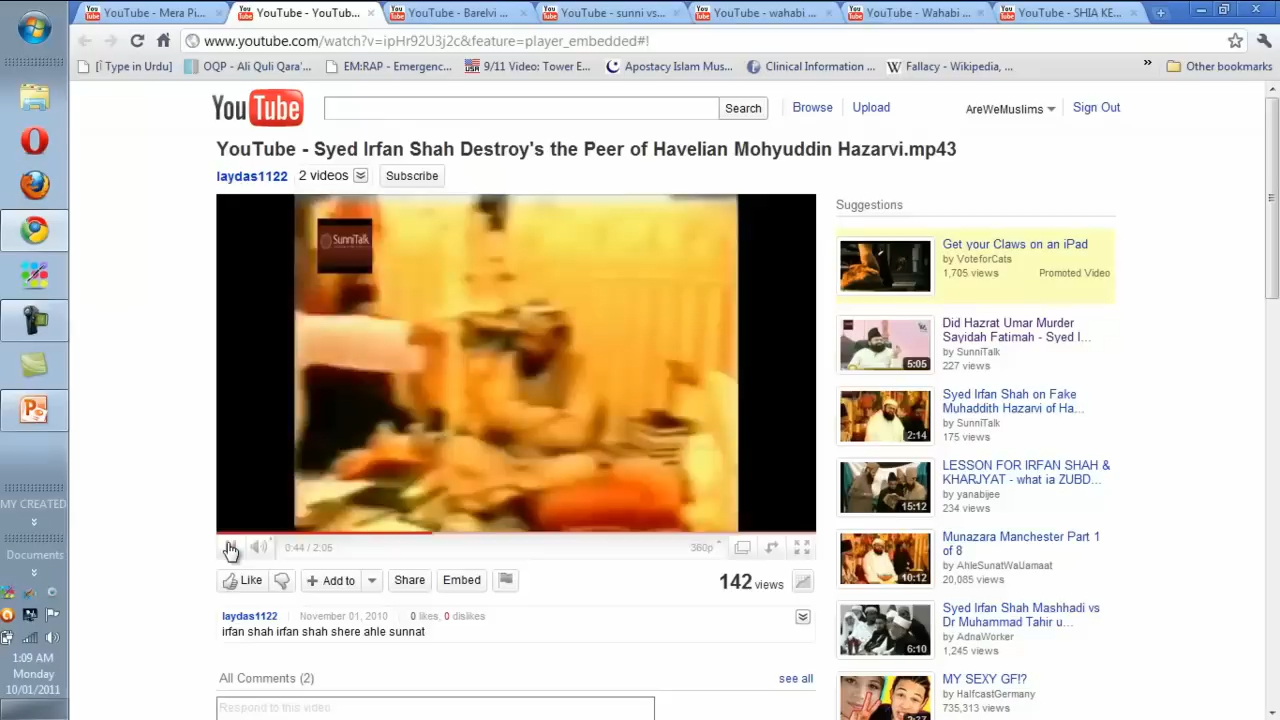 YouTube - Mera Pi...
YouTube - YouTub...
YouTube - Barelvi ...
YouTube - sunni vs...
YouTube - wahabi ...
YouTube - Wahabi ...
YouTube - SHIA KE...
www.youtube.com/watch?v=ipHr92U3j2c&feature=player_embedded#!
[ Type in Urdu]
OQP - Ali Quli Qara'...
EM:RAP - Emergenc...
9/11 Video: Tower E...
Apostacy Islam Mus...
Clinical Information ...
Fallacy - Wikipedia, ...
Other bookmarks
YouTube
Search
Browse
Upload
AreWeMuslims
Sign Out
YouTube - Syed Irfan Shah Destroy's the Peer of Havelian Mohyuddin Hazarvi.mp43
laydas1122 2 videos
Subscribe
SunniTalk
0:44 / 2:05
360p
Like
Add to
Share
Embed
142 views
laydas1122
November 01, 2010
0 likes, 0 dislikes
irfan shah irfan shah shere ahle sunnat
All Comments (2)
see all
Respond to this video
Suggestions
Get your Claws on an iPad
by VoteforCats
1,705 views
Promoted Video
5:05
Did Hazrat Umar Murder
Sayidah Fatimah - Syed I...
by SunniTalk
227 views
2:14
Syed Irfan Shah on Fake
Muhaddith Hazarvi of Ha...
by SunniTalk
175 views
15:12
LESSON FOR IRFAN SHAH &
KHARJYAT - what ia ZUBD...
by yanabijee
234 views
10:12
Munazara Manchester Part 1
of 8
by AhleSunatWaUamaat
20,085 views
6:10
Syed Irfan Shah Mashhadi vs
Dr Muhammad Tahir u...
by AdnaWorker
1,245 views
MY SEXY GF!?
by HalfcastGermany
735,313 views
MY CREATED
Documents
1:09 AM
Monday
10/01/2011